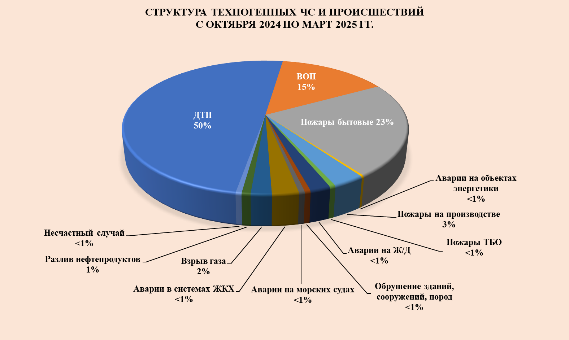 СТРУКТУРА ТЕХНОГЕННЫХ ЧС И ПРОИСШЕСТВИЙ
С ОКТЯБРЯ 2024 ПО МАРТ 2025 ГГ.
ВОП
15%
ДТП
50%
Пожары бытовые 23%
Аварии на объектах
энергетики
<1%
Пожары на производстве
3%
Пожары ТБО
<1%
Аварии на Ж/Д
<1%
Обрушение зданий,
сооружений, пород
<1%
Аварии на морских судах
<1%
Аварии в системах ЖКХ
<1%
Взрыв газа
2%
Разлив нефтепродуктов
1%
Несчастный случай
<1%